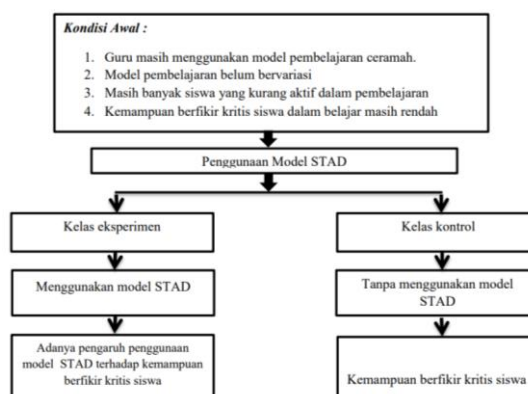 Kondisi Awal :
1. Guru masih menggunakan model pembelajaran ceramah.
2. Model pembelajaran belum bervariasi
3. Masih banyak siswa yang kurang aktif dalam pembelajaran
4. Kemampuan berfikir kritis siswa dalam belajar masih rendah
Penggunaan Model STAD
Kelas eksperimen
Kelas kontrol
Menggunakan model STAD
Tanpa menggunakan model
STAD
Adanya pengaruh penggunaan
model STAD terhadap kemampuan
berfikir kritis siswa
Kemampuan berfikir kritis siswa